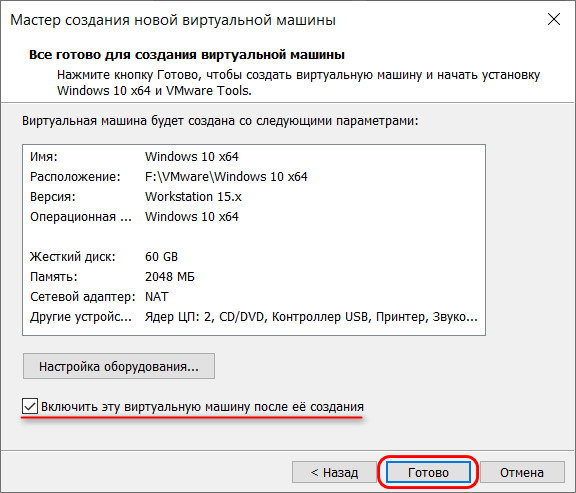 Мастер создания новой виртуальной машины
Все готово для создания виртуальной машины
Нажмите кнопку Готово, чтобы создать виртуальную машину и начать установку
Windows 10 x64 и VMware Tools.
Виртуальная машина будет создана со следующими параметрами:
Имя: Windows 10 x64
Расположение: F:\VMware\Windows 10 x64
Версия: Workstation 15.x
Операционная ... Windows 10 x64
Жесткий диск: 60 GB
Память: 2048 МБ
Сетевой адаптер: NAT
Другие устройс... Ядер ЦП: 2, CD/DVD, Контроллер USB, Принтер, Звуко...
Настройка оборудования...
Включить эту виртуальную машину после её создания
< Назад Готово Отмена